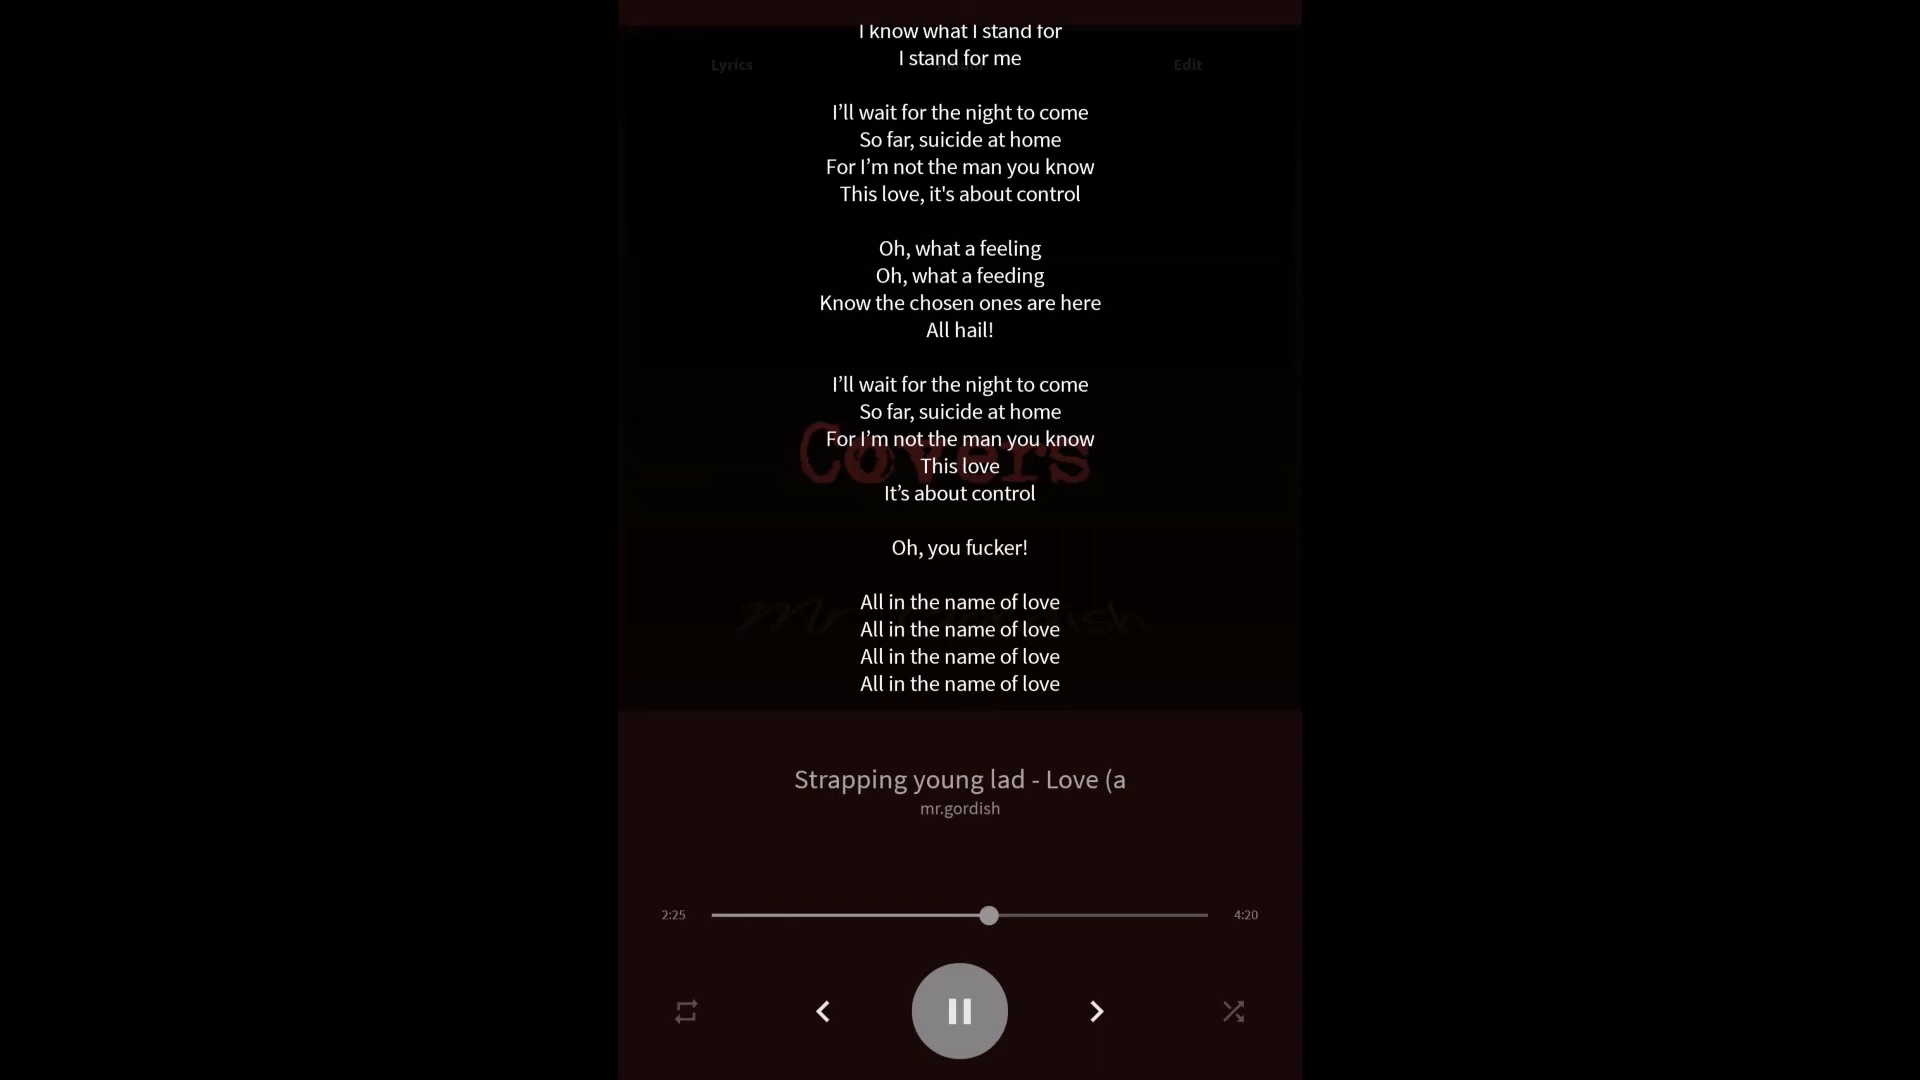 I know what I stand for
I stand for me
Lyrics
Edit
I’ll wait for the night to come
So far, suicide at home
For I’m not the man you know
This love, it's about control
Oh, what a feeling
Oh, what a feeding
Know the chosen ones are here
All hail!
I’ll wait for the night to come
So far, suicide at home
For I’m not the man you know
Covers
This love
It’s about control
Oh, you fucker!
All in the name of love
All in the name of love
All in the name of love
All in the name of love
Strapping young lad - Love (a
mr.gordish
2:25
4:20